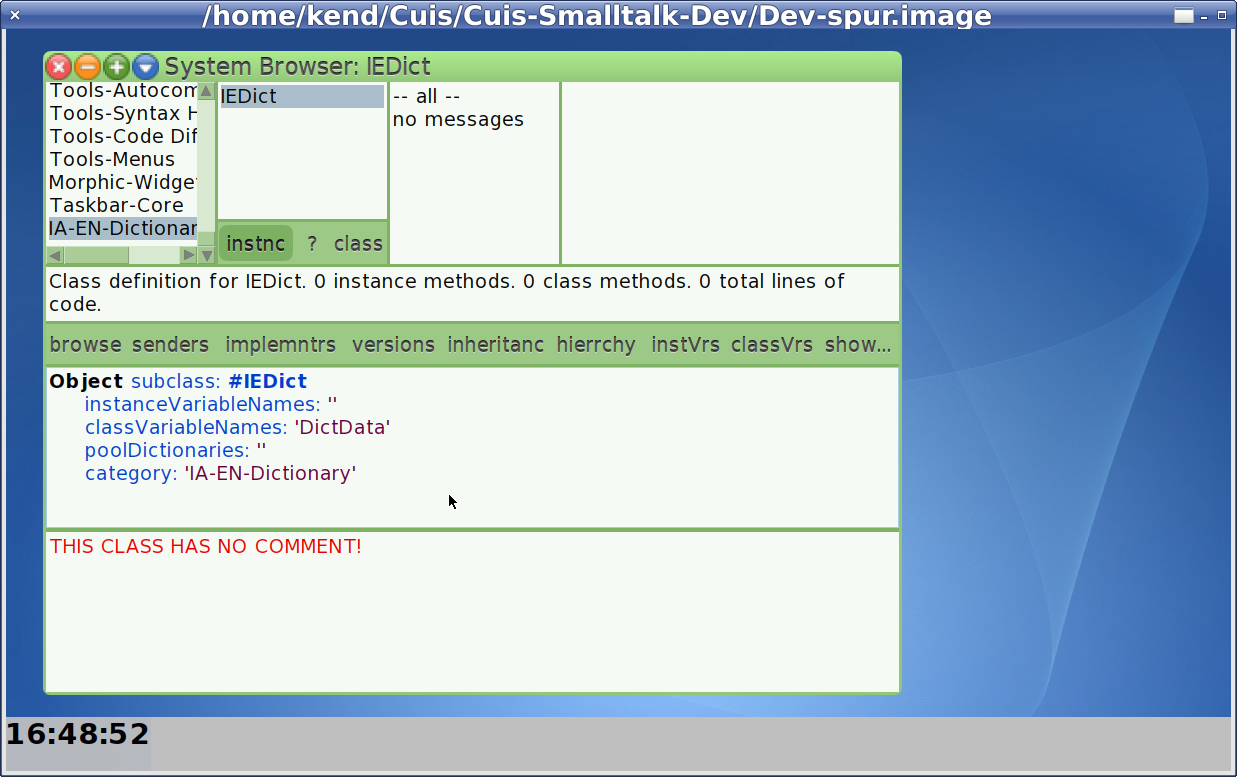 /home/kend/Cuis/Cuis-Smalltalk-Dev/Dev-spur.image
System Browser: IEDict
Tools-Autocom
Tools-Syntax H
Tools-Code Dif
Tools-Menus
Morphic-Widge
Taskbar-Core
IA-EN-Dictionar
IEDict
instnc ? class
-- all --
no messages
Class definition for IEDict. 0 instance methods. 0 class methods. 0 total lines of
code.
browse senders implemntrs versions inheritanc hierrchy instVrs classVrs show...
Object subclass: #IEDict
instanceVariableNames: ''
classVariableNames: 'DictData'
poolDictionaries: ''
category: 'IA-EN-Dictionary'
THIS CLASS HAS NO COMMENT!
16:48:52